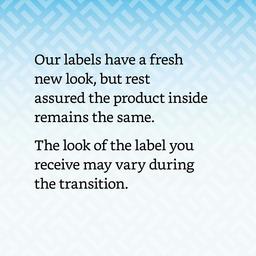 Our labels have a fresh
new look, but rest
assured the product inside
remains the same.
The look of the label you
receive may vary during
the transition.